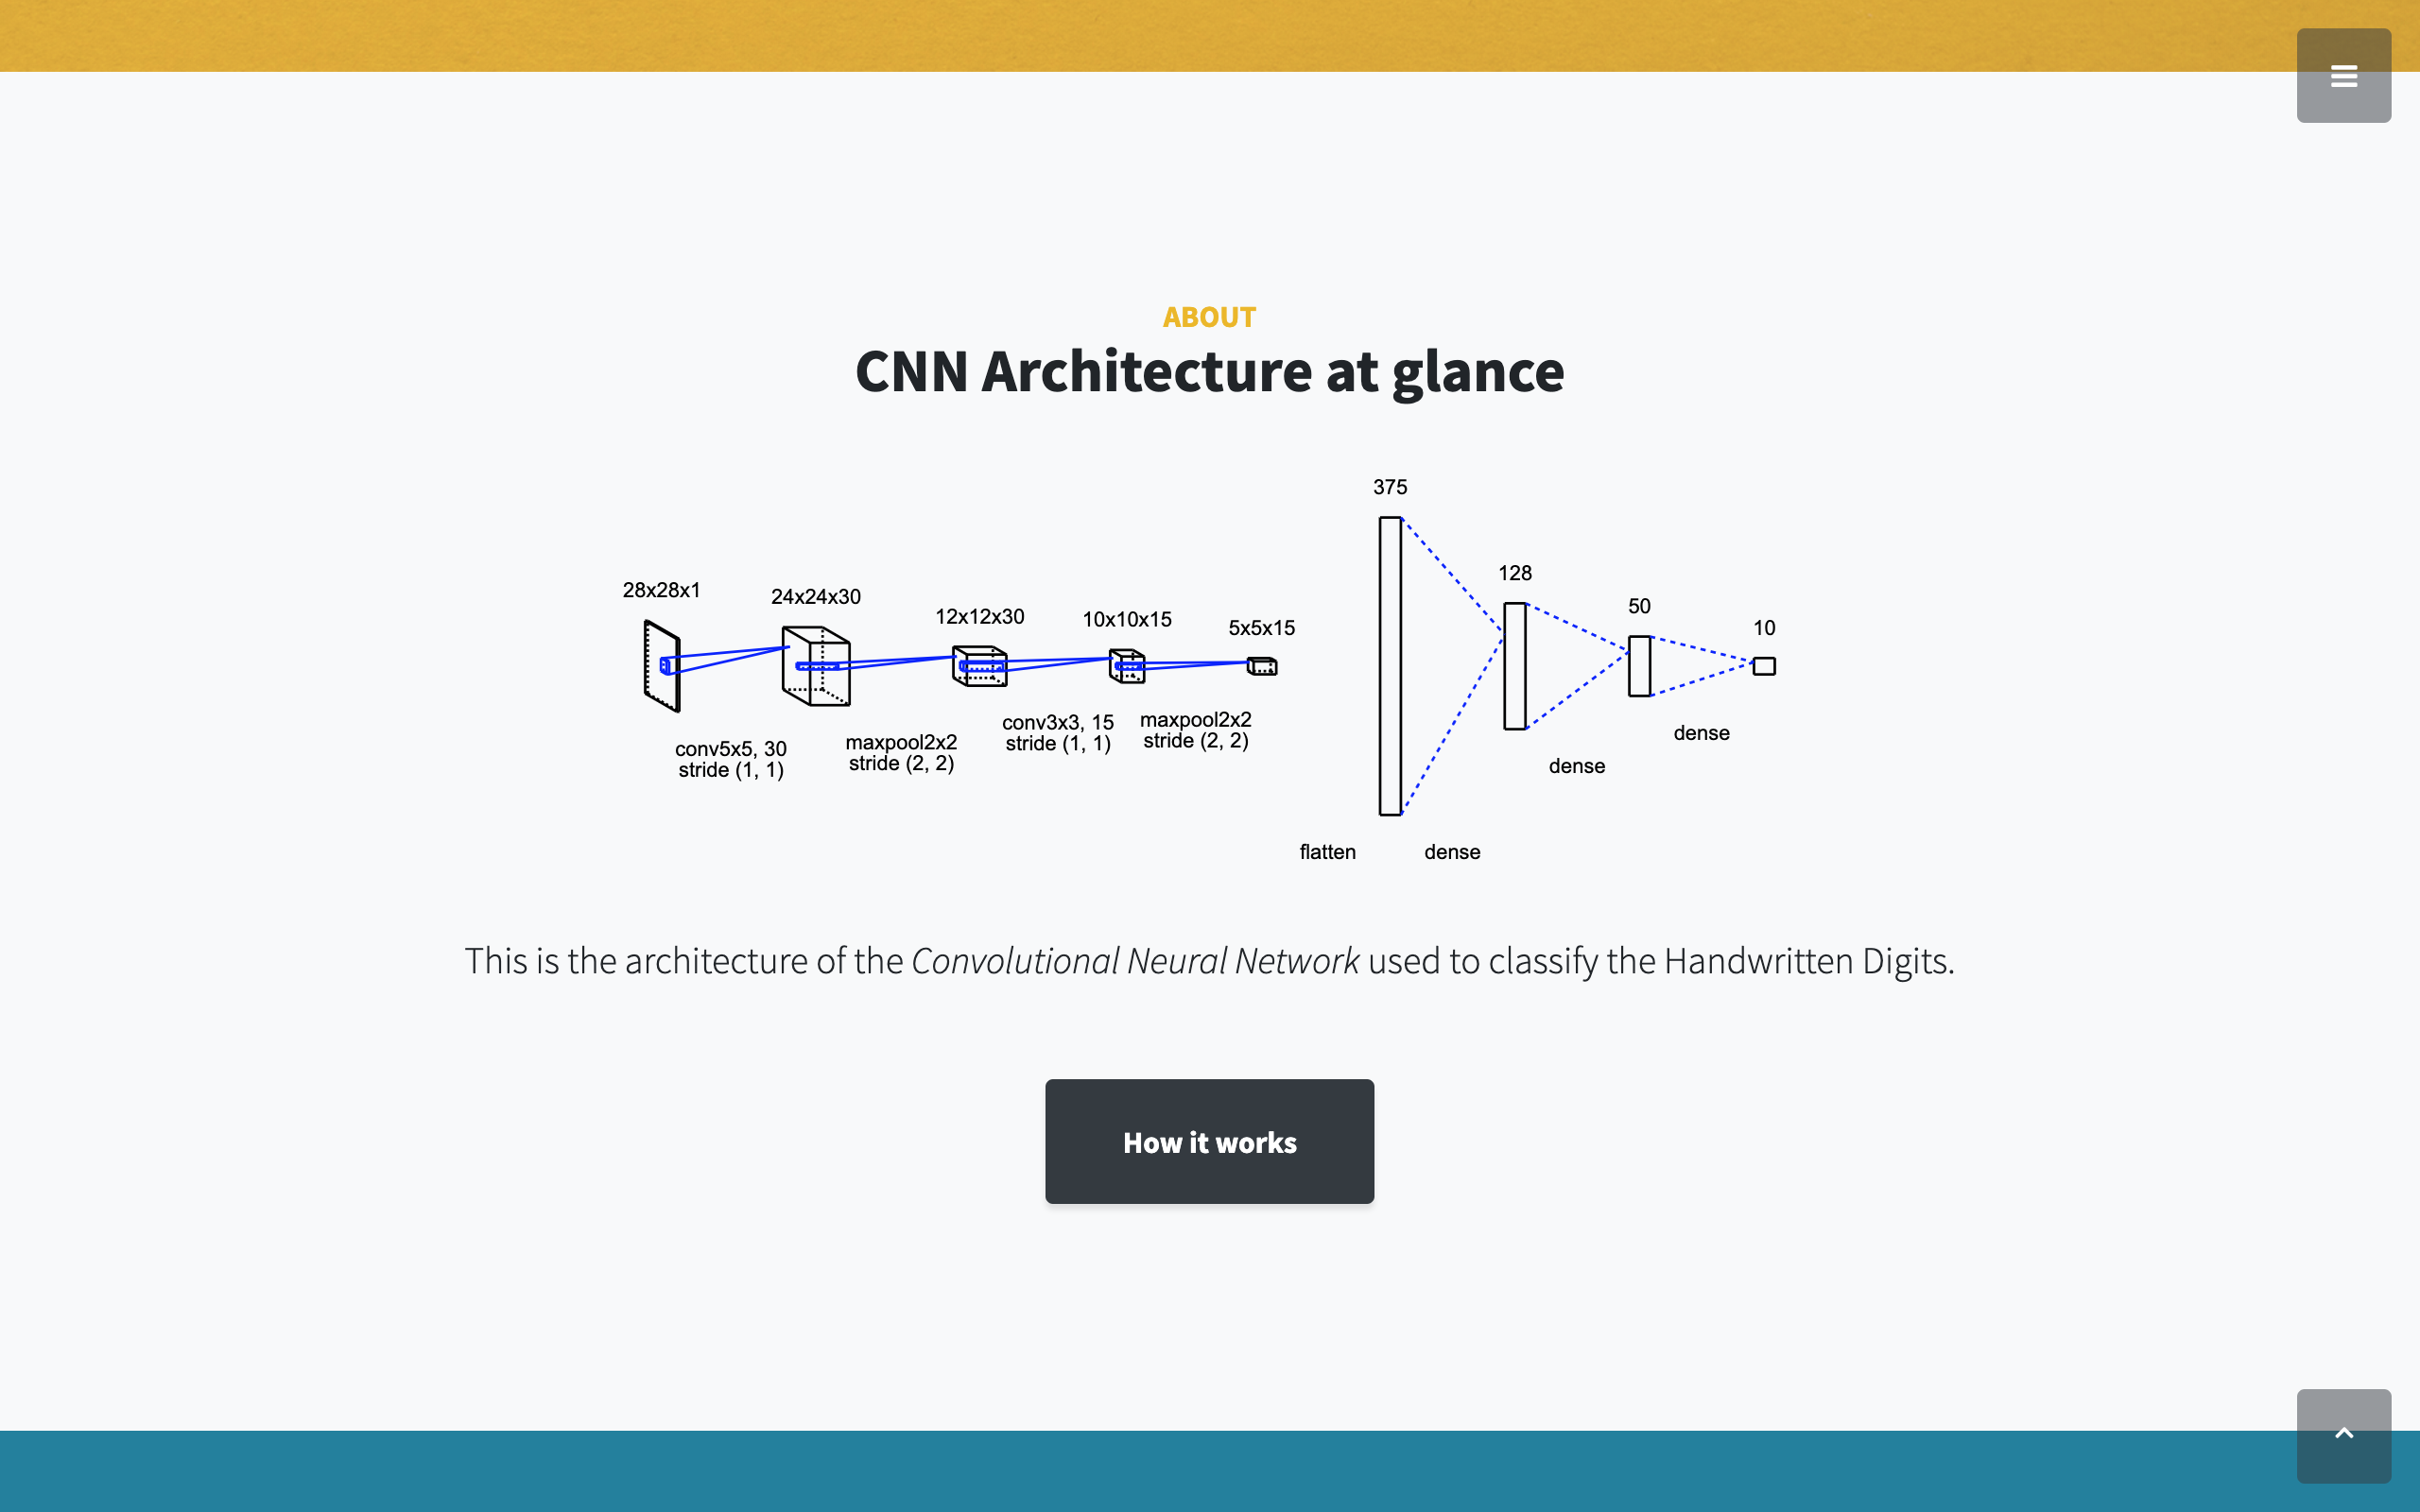 ABOUT
CNN Architecture at glance
375
128
50
10
28x28x1
24x24x30
12x12x30
10x10x15
5x5x15
conv5x5, 30
stride (1, 1)
maxpool2x2
stride (2, 2)
conv3x3, 15
stride (1, 1)
maxpool2x2
stride (2, 2)
flatten
dense
dense
dense
This is the architecture of the Convolutional Neural Network used to classify the Handwritten Digits.
How it works